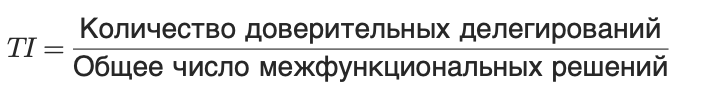 TI = Количество доверительных делегирований
Общее число межфункциональных решений